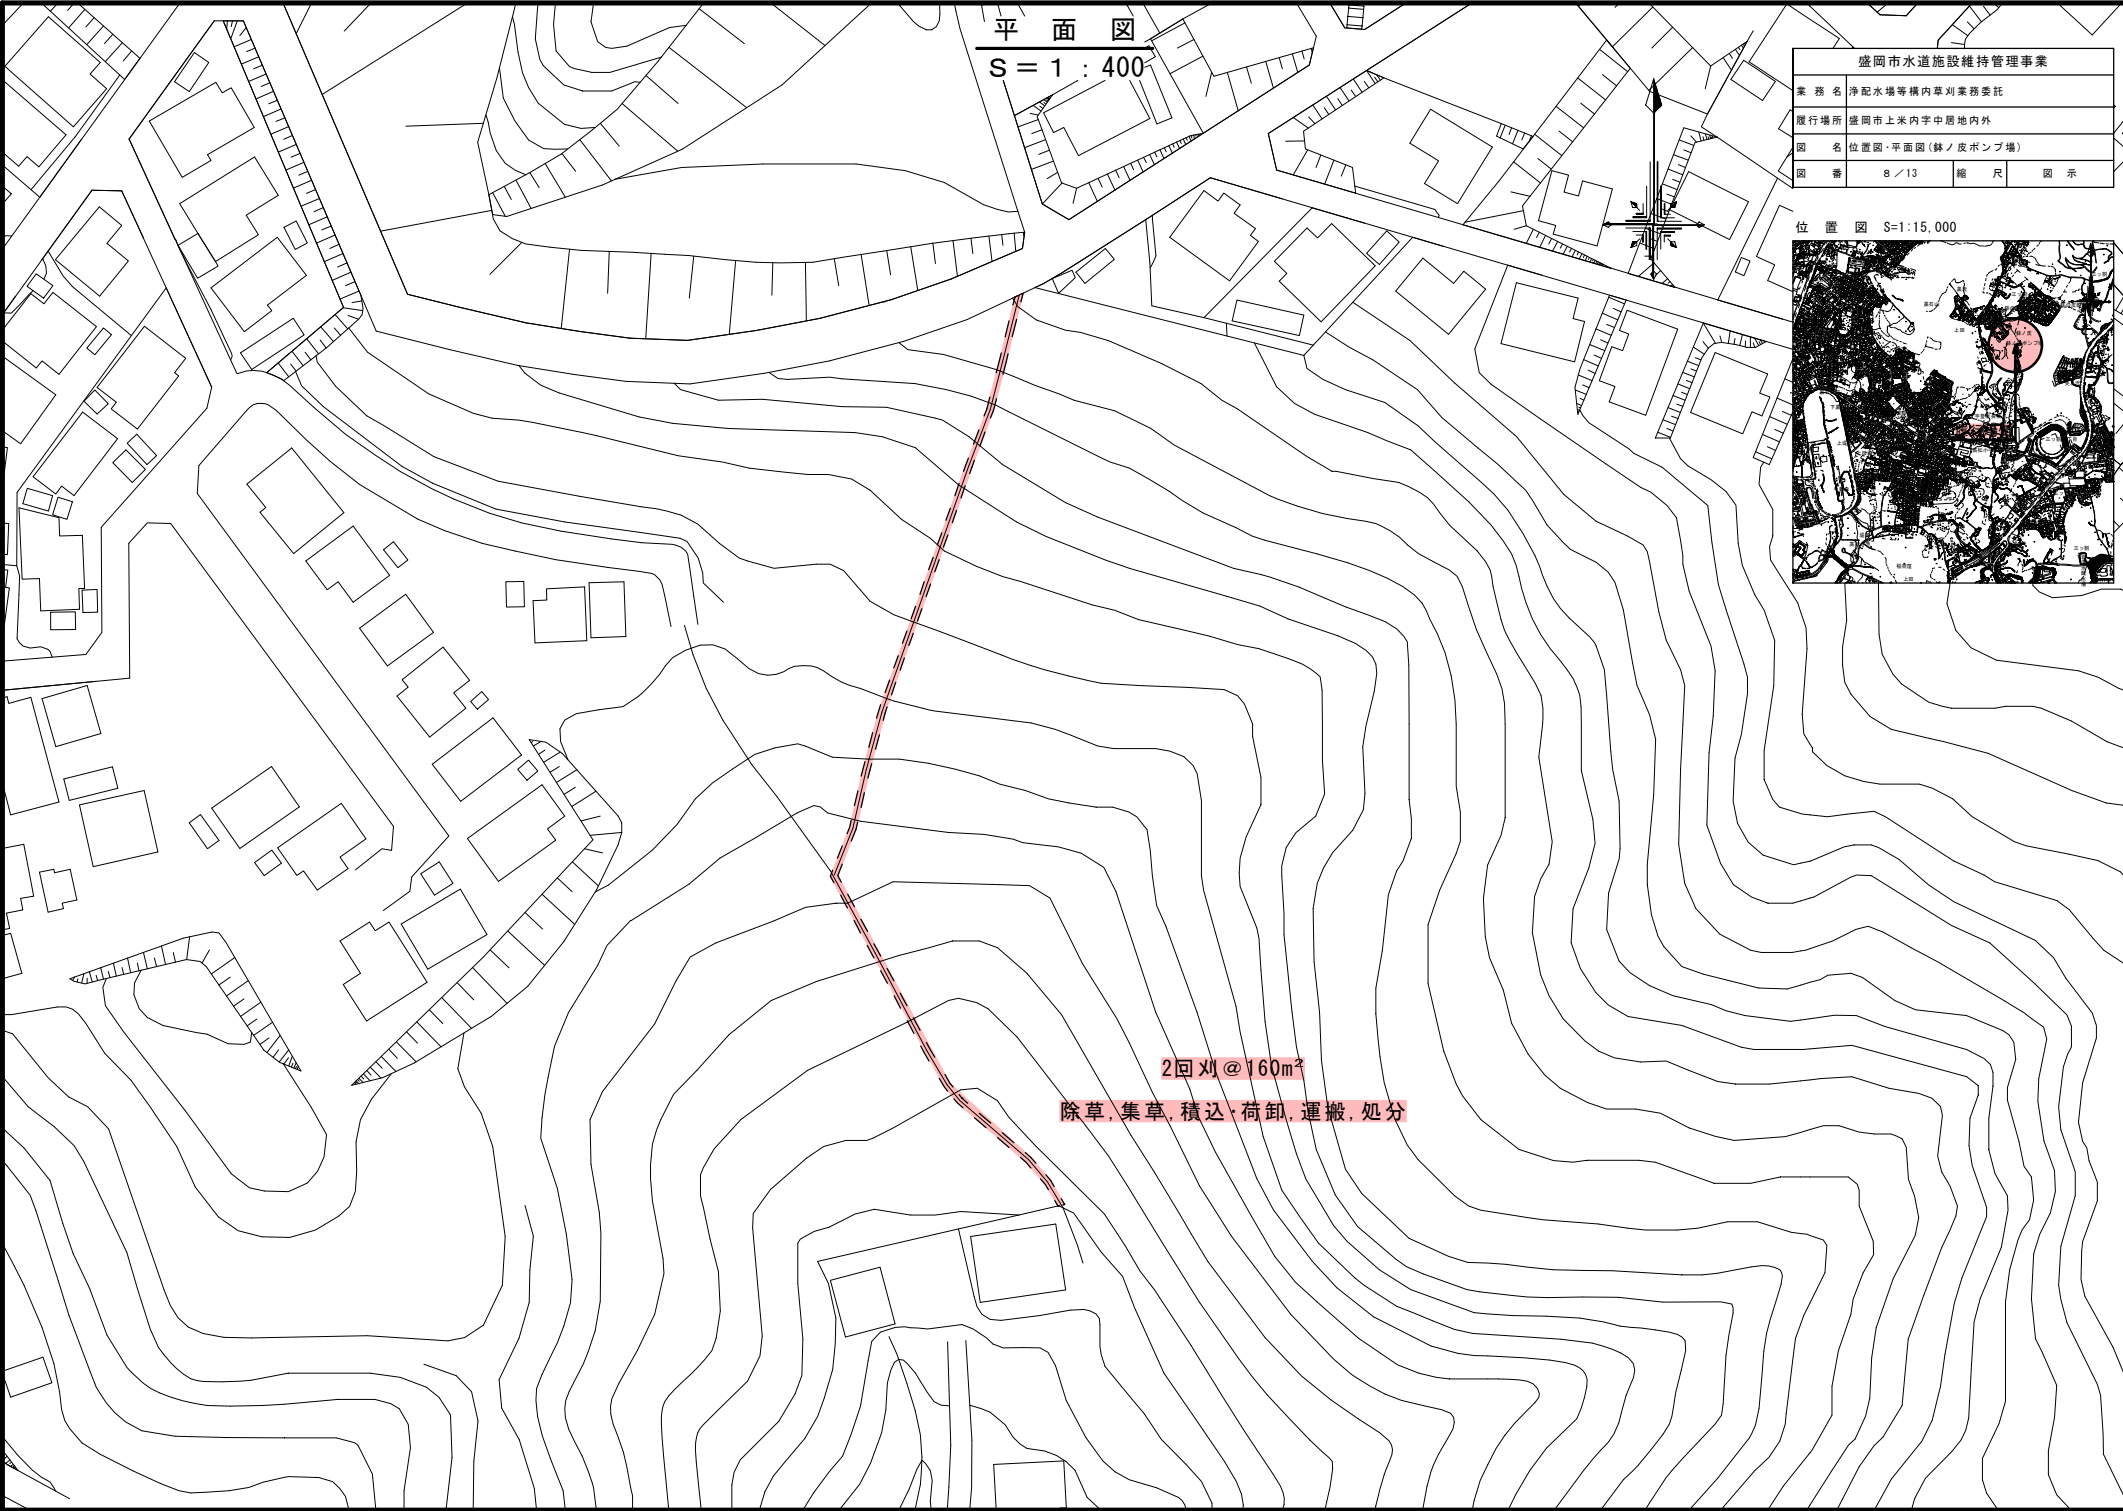 平 面 図
S = 1 : 400
盛岡市水道施設維持管理事業
業 務 名 浄配水場等構内草刈業務委託
履行場所 盛岡市上米内字中居地内外
図 名 位置図・平面図(鉢ノ皮ポンプ場)
図 番 8/13 縮 尺 図 示
位 置 図 S=1:15,000
2回刈@160m²
除草,集草,積込・荷卸,運搬,処分